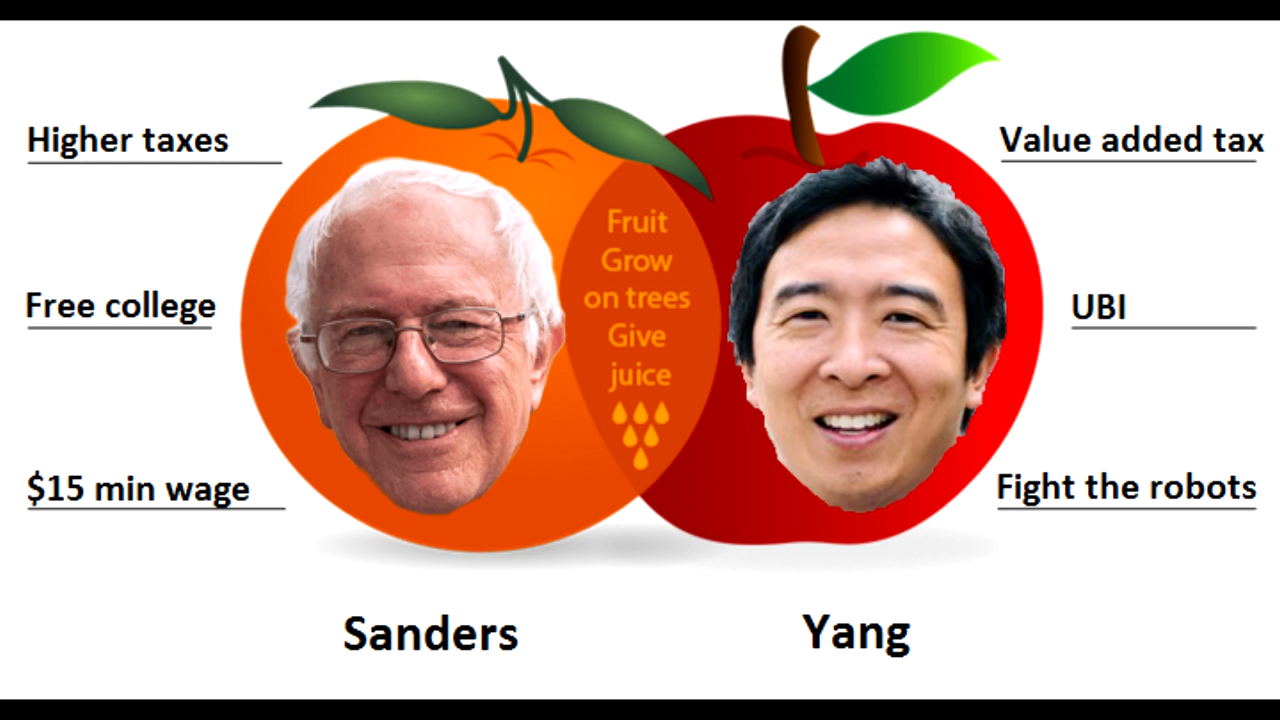 Higher taxes
Free college
$15 min wage
Fruit
Grow
on trees
Give
juice
Value added tax
UBI
Fight the robots
Sanders
Yang